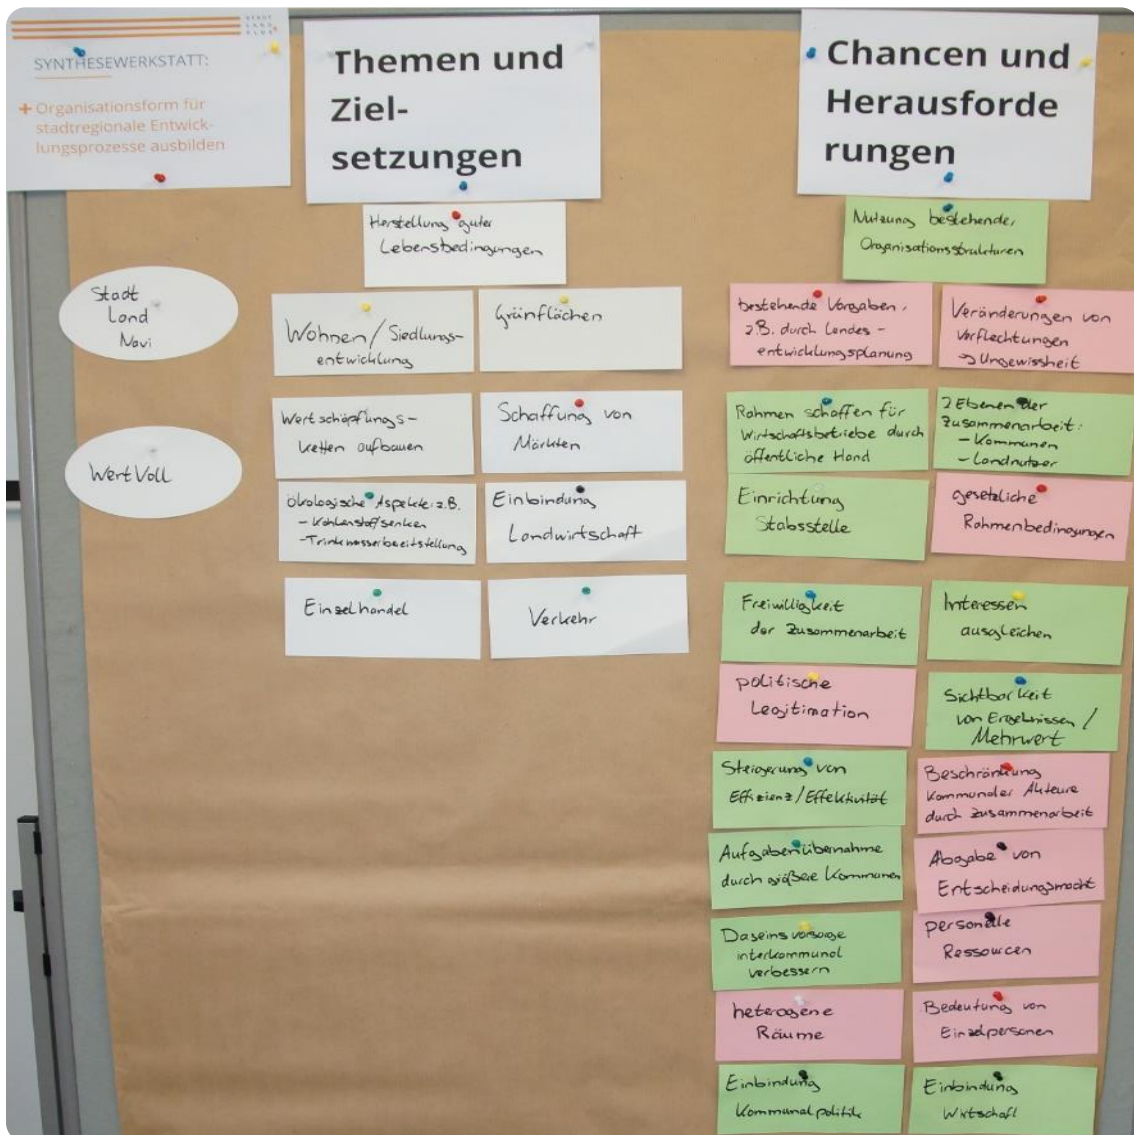 STADT
LAND
PLUS+
SYNTHESEWERKSTATT:
+ Organisationsform für
stadtregionale Entwick-
lungsprozesse ausbilden
Themen und
Ziel-
setzungen
Chancen und
Herausforde
rungen
Herstellung guter
Lebensbedingungen
Stadt
Land
Navi
Wohnen/Siedlungs-
entwicklung
Grünflächen
WertVoll
Wertschöpfungs-
ketten aufbauen
Schaffung von
Märkten
ökologische Aspekte: z.B.
- Kohlenstoffsenken
- Trinkwasserbereitstellung
Einbindung
Landwirtschaft
Einzelhandel
Verkehr
Nutzung bestehender
Organisationsstrukturen
bestehende Vorgaben,
z.B. durch Landes-
entwicklungsplanung
Veränderungen von
Verflechtungen
→ Ungewissheit
Rahmen schaffen für
Wirtschaftsbetriebe durch
öffentliche Hand
2 Ebenen der
Zusammenarbeit:
- Kommunen
- Landnutzer
Einrichtung
Stabsstelle
gesetzliche
Rahmenbedingungen
Freiwilligkeit
der Zusammenarbeit
Interessen
ausgleichen
politische
Legitimation
Sichtbarkeit
von Ergebnissen/
Mehrwert
Steigerung von
Effizienz/Effektivität
Beschränkung
kommunaler Akteure
durch Zusammenarbeit
Aufgabenübernahme
durch größere Kommunen
Abgabe von
Entscheidungsmacht
Daseinsvorsorge
interkommunal
verbessern
personelle
Ressourcen
heterogene
Räume
Bedeutung von
Einzelpersonen
Einbindung
Kommunalpolitik
Einbindung
Wirtschaft